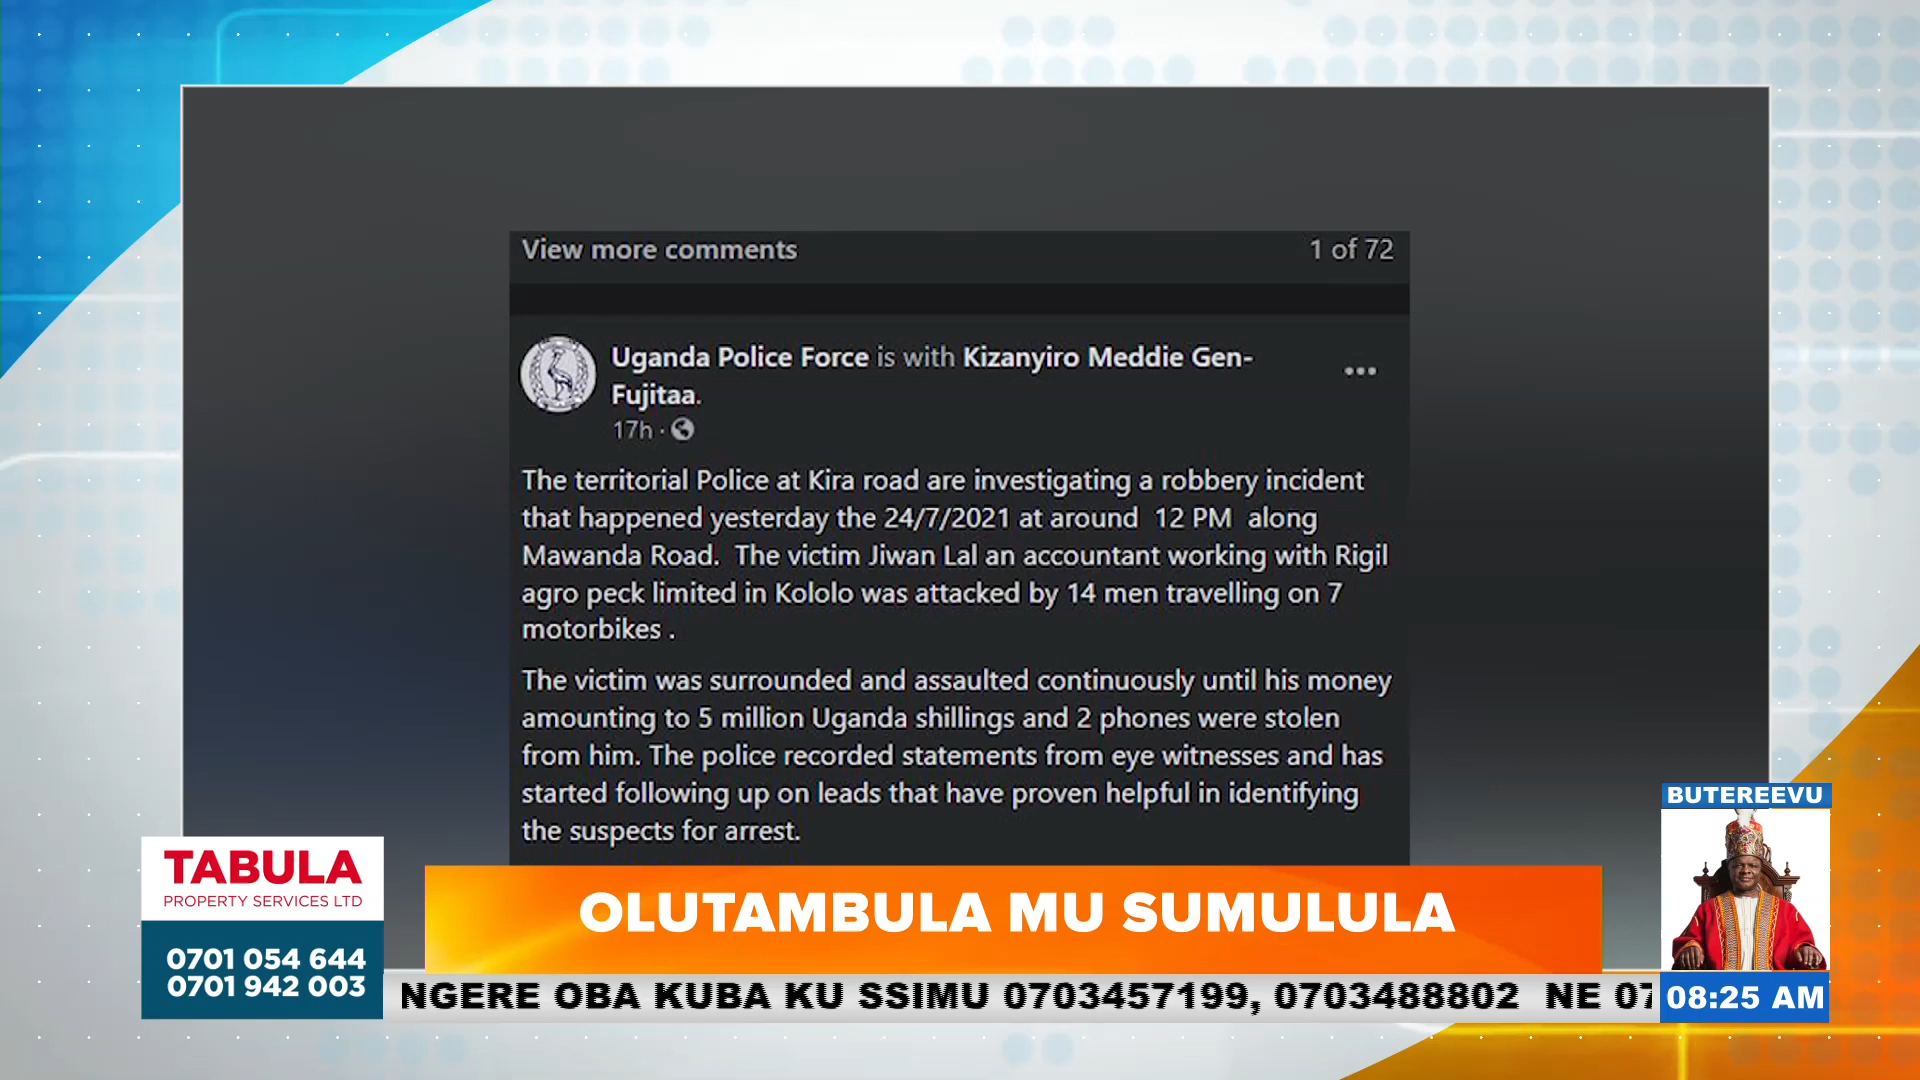 View more comments
1 of 72
Uganda Police Force is with Kizanyiro Meddie Gen-
Fujitaa.
17h ·
The territorial Police at Kira road are investigating a robbery incident
that happened yesterday the 24/7/2021 at around 12 PM along
Mawanda Road. The victim Jiwan Lal an accountant working with Rigil
agro peck limited in Kololo was attacked by 14 men travelling on 7
motorbikes .
The victim was surrounded and assaulted continuously until his money
amounting to 5 million Uganda shillings and 2 phones were stolen
from him. The police recorded statements from eye witnesses and has
started following up on leads that have proven helpful in identifying
the suspects for arrest.
BUTEREEVU
TABULA
PROPERTY SERVICES LTD
0701 054 644
0701 942 003
OLUTAMBULA MU SUMULULA
NGERE OBA KUBA KU SSIMU 0703457199, 0703488802 NE 07
08:25 AM